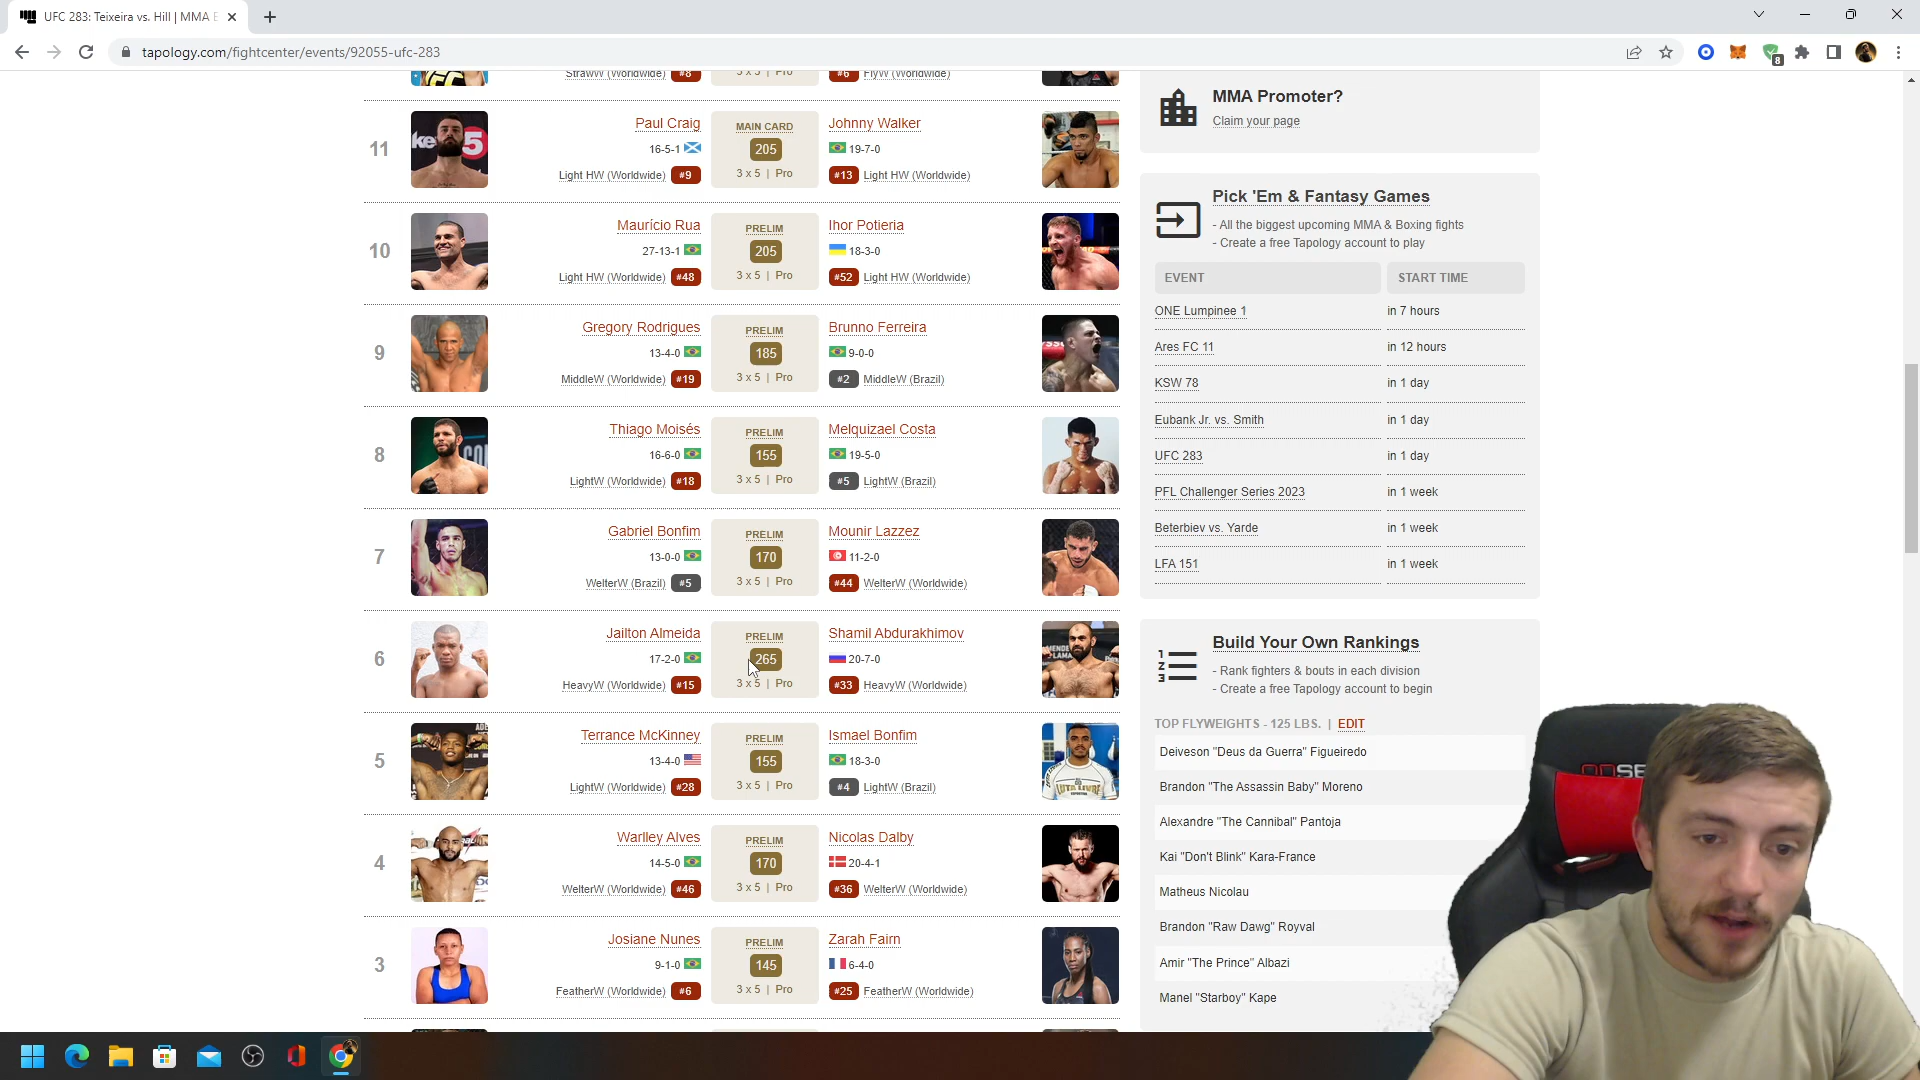 UFC 283: Teixeira vs. Hill | MMA E
tapology.com/fightcenter/events/92055-ufc-283
8
StrawW (Worldwide) #8
3 x 5 | Pro
#6 FlyW (Worldwide)
11
Paul Craig
16-5-1
Light HW (Worldwide) #9
MAIN CARD
205
3 x 5 | Pro
Johnny Walker
19-7-0
#13 Light HW (Worldwide)
10
Maurício Rua
27-13-1
Light HW (Worldwide) #48
PRELIM
205
3 x 5 | Pro
Ihor Potieria
18-3-0
#52 Light HW (Worldwide)
9
Gregory Rodrigues
13-4-0
MiddleW (Worldwide) #19
PRELIM
185
3 x 5 | Pro
Brunno Ferreira
9-0-0
#2 MiddleW (Brazil)
8
Thiago Moisés
16-6-0
LightW (Worldwide) #18
PRELIM
155
3 x 5 | Pro
Melquizael Costa
19-5-0
#5 LightW (Brazil)
7
Gabriel Bonfim
13-0-0
WelterW (Brazil) #5
PRELIM
170
3 x 5 | Pro
Mounir Lazzez
11-2-0
#44 WelterW (Worldwide)
6
Jailton Almeida
17-2-0
HeavyW (Worldwide) #15
PRELIM
265
3 x 5 | Pro
Shamil Abdurakhimov
20-7-0
#33 HeavyW (Worldwide)
5
Terrance McKinney
13-4-0
LightW (Worldwide) #28
PRELIM
155
3 x 5 | Pro
Ismael Bonfim
18-3-0
#4 LightW (Brazil)
4
Warlley Alves
14-5-0
WelterW (Worldwide) #46
PRELIM
170
3 x 5 | Pro
Nicolas Dalby
20-4-1
#36 WelterW (Worldwide)
3
Josiane Nunes
9-1-0
FeatherW (Worldwide) #6
PRELIM
145
3 x 5 | Pro
Zarah Fairn
6-4-0
#25 FeatherW (Worldwide)
MMA Promoter?
Claim your page
Pick 'Em & Fantasy Games
- All the biggest upcoming MMA & Boxing fights
- Create a free Tapology account to play
EVENT START TIME
ONE Lumpinee 1 in 7 hours
Ares FC 11 in 12 hours
KSW 78 in 1 day
Eubank Jr. vs. Smith in 1 day
UFC 283 in 1 day
PFL Challenger Series 2023 in 1 week
Beterbiev vs. Yarde in 1 week
LFA 151 in 1 week
Build Your Own Rankings
- Rank fighters & bouts in each division
- Create a free Tapology account to begin
TOP FLYWEIGHTS - 125 LBS. | EDIT
Deiveson "Deus da Guerra" Figueiredo
Brandon "The Assassin Baby" Moreno
Alexandre "The Cannibal" Pantoja
Kai "Don't Blink" Kara-France
Matheus Nicolau
Brandon "Raw Dawg" Royval
Amir "The Prince" Albazi
Manel "Starboy" Kape